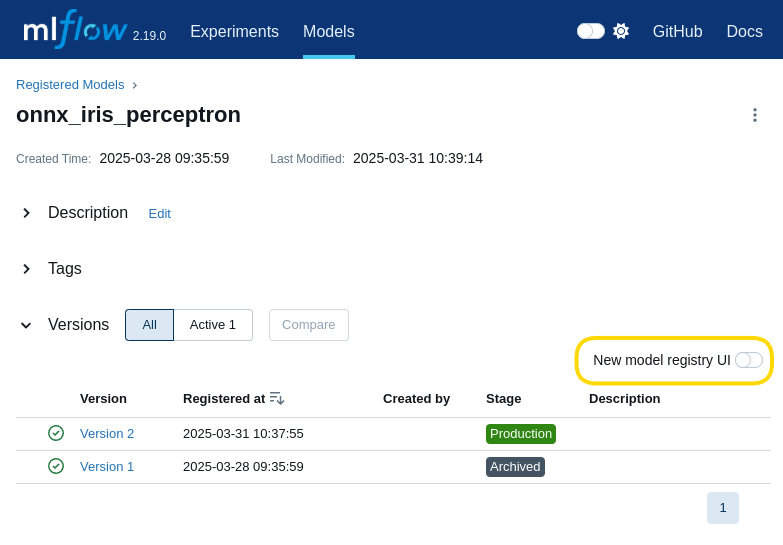 mlflow 2.19.0 Experiments Models GitHub Docs
Registered Models
onnx_iris_perceptron
Created Time: 2025-03-28 09:35:59 Last Modified: 2025-03-31 10:39:14
Description Edit
Tags
Versions All Active 1 Compare
New model registry UI
Version Registered at Created by Stage Description
Version 2 2025-03-31 10:37:55 Production
Version 1 2025-03-28 09:35:59 Archived
1